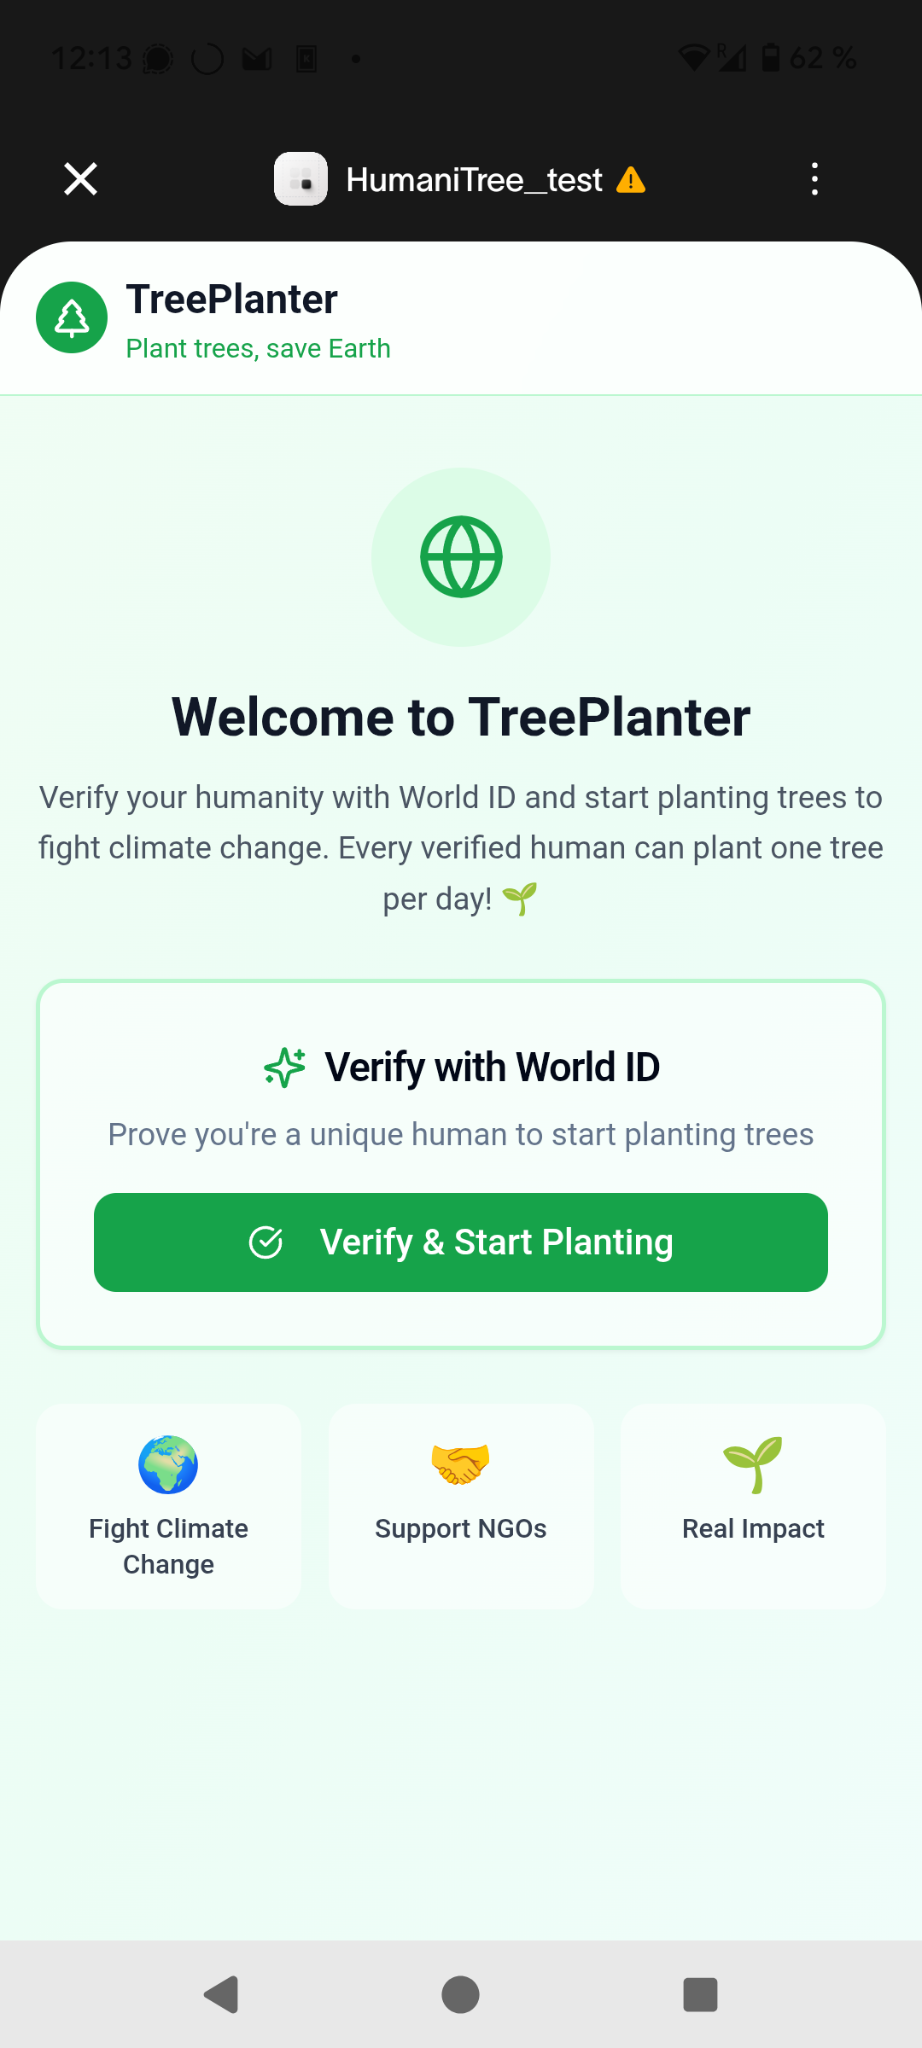 12:13
62 %
HumaniTree_test
TreePlanter
Plant trees, save Earth
Welcome to TreePlanter
Verify your humanity with World ID and start planting trees to
fight climate change. Every verified human can plant one tree
per day! 🌱
Verify with World ID
Prove you're a unique human to start planting trees
Verify & Start Planting
Fight Climate
Change
Support NGOs
Real Impact